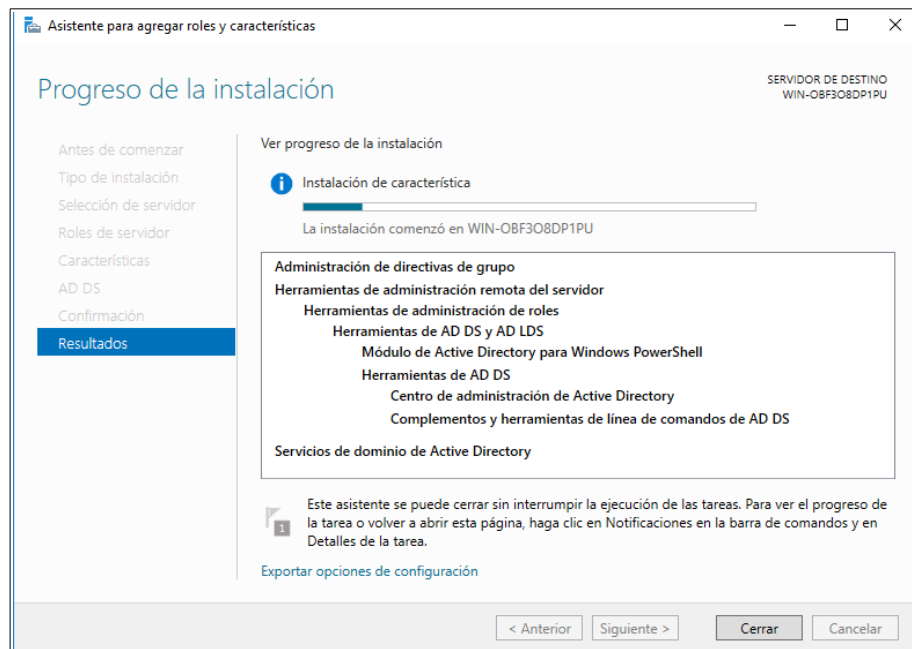 Asistente para agregar roles y características
Progreso de la instalación
SERVIDOR DE DESTINO
WIN-OBF3O8DP1PU
Antes de comenzar
Tipo de instalación
Selección de servidor
Roles de servidor
Características
AD DS
Confirmación
Resultados
Ver progreso de la instalación
Instalación de característica
La instalación comenzó en WIN-OBF3O8DP1PU
Administración de directivas de grupo
Herramientas de administración remota del servidor
Herramientas de administración de roles
Herramientas de AD DS y AD LDS
Módulo de Active Directory para Windows PowerShell
Herramientas de AD DS
Centro de administración de Active Directory
Complementos y herramientas de línea de comandos de AD DS
Servicios de dominio de Active Directory
1
Este asistente se puede cerrar sin interrumpir la ejecución de las tareas. Para ver el progreso de
la tarea o volver a abrir esta página, haga clic en Notificaciones en la barra de comandos y en
Detalles de la tarea.
Exportar opciones de configuración
< Anterior
Siguiente >
Cerrar
Cancelar